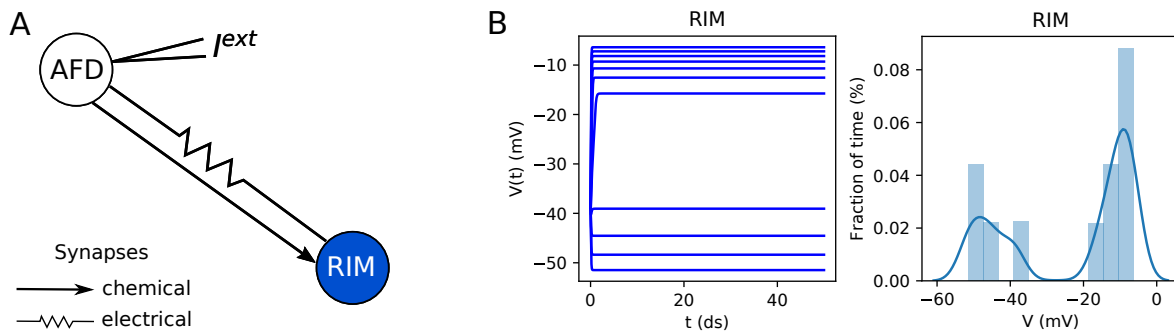 A
AFD
I^ext
RIM
Synapses
chemical
electrical
B
RIM
V(t) (mV)
−10
−20
−30
−40
−50
0
20
40
t (ds)
RIM
Fraction of time (%)
0.08
0.06
0.04
0.02
0.00
−60
−40
−20
0
V (mV)